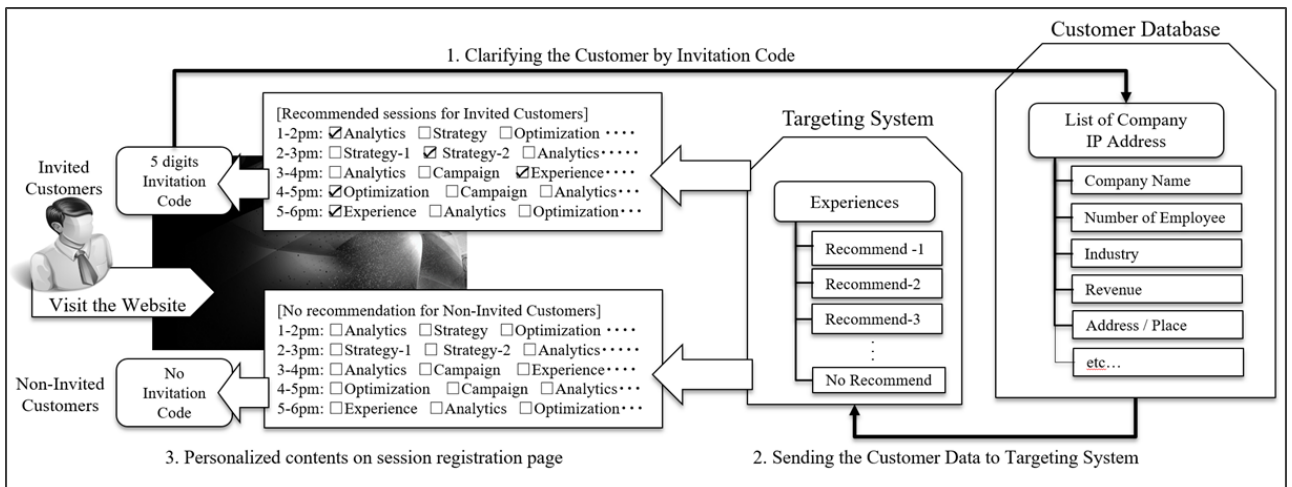 Customer Database
1. Clarifying the Customer by Invitation Code
Invited
Customers
5 digits
Invitation
Code
Visit the Website
Non-Invited
Customers
No
Invitation
Code
[Recommended sessions for Invited Customers]
1-2pm: ☑Analytics ☐Strategy ☐Optimization ····
2-3pm: ☐Strategy-1 ☑ Strategy-2 ☐Analytics·····
3-4pm: ☐Analytics ☐Campaign ☑Experience····
4-5pm: ☑Optimization ☐Campaign ☐Analytics···
5-6pm: ☑Experience ☐Analytics ☐Optimization···
[No recommendation for Non-Invited Customers]
1-2pm: ☐Analytics ☐Strategy ☐Optimization ····
2-3pm: ☐Strategy-1 ☐ Strategy-2 ☐Analytics·····
3-4pm: ☐Analytics ☐Campaign ☐Experience····
4-5pm: ☐Optimization ☐Campaign ☐Analytics···
5-6pm: ☐Experience ☐Analytics ☐Optimization···
Targeting System
Experiences
Recommend -1
Recommend-2
Recommend-3
No Recommend
List of Company
IP Address
Company Name
Number of Employee
Industry
Revenue
Address / Place
etc…
3. Personalized contents on session registration page
2. Sending the Customer Data to Targeting System